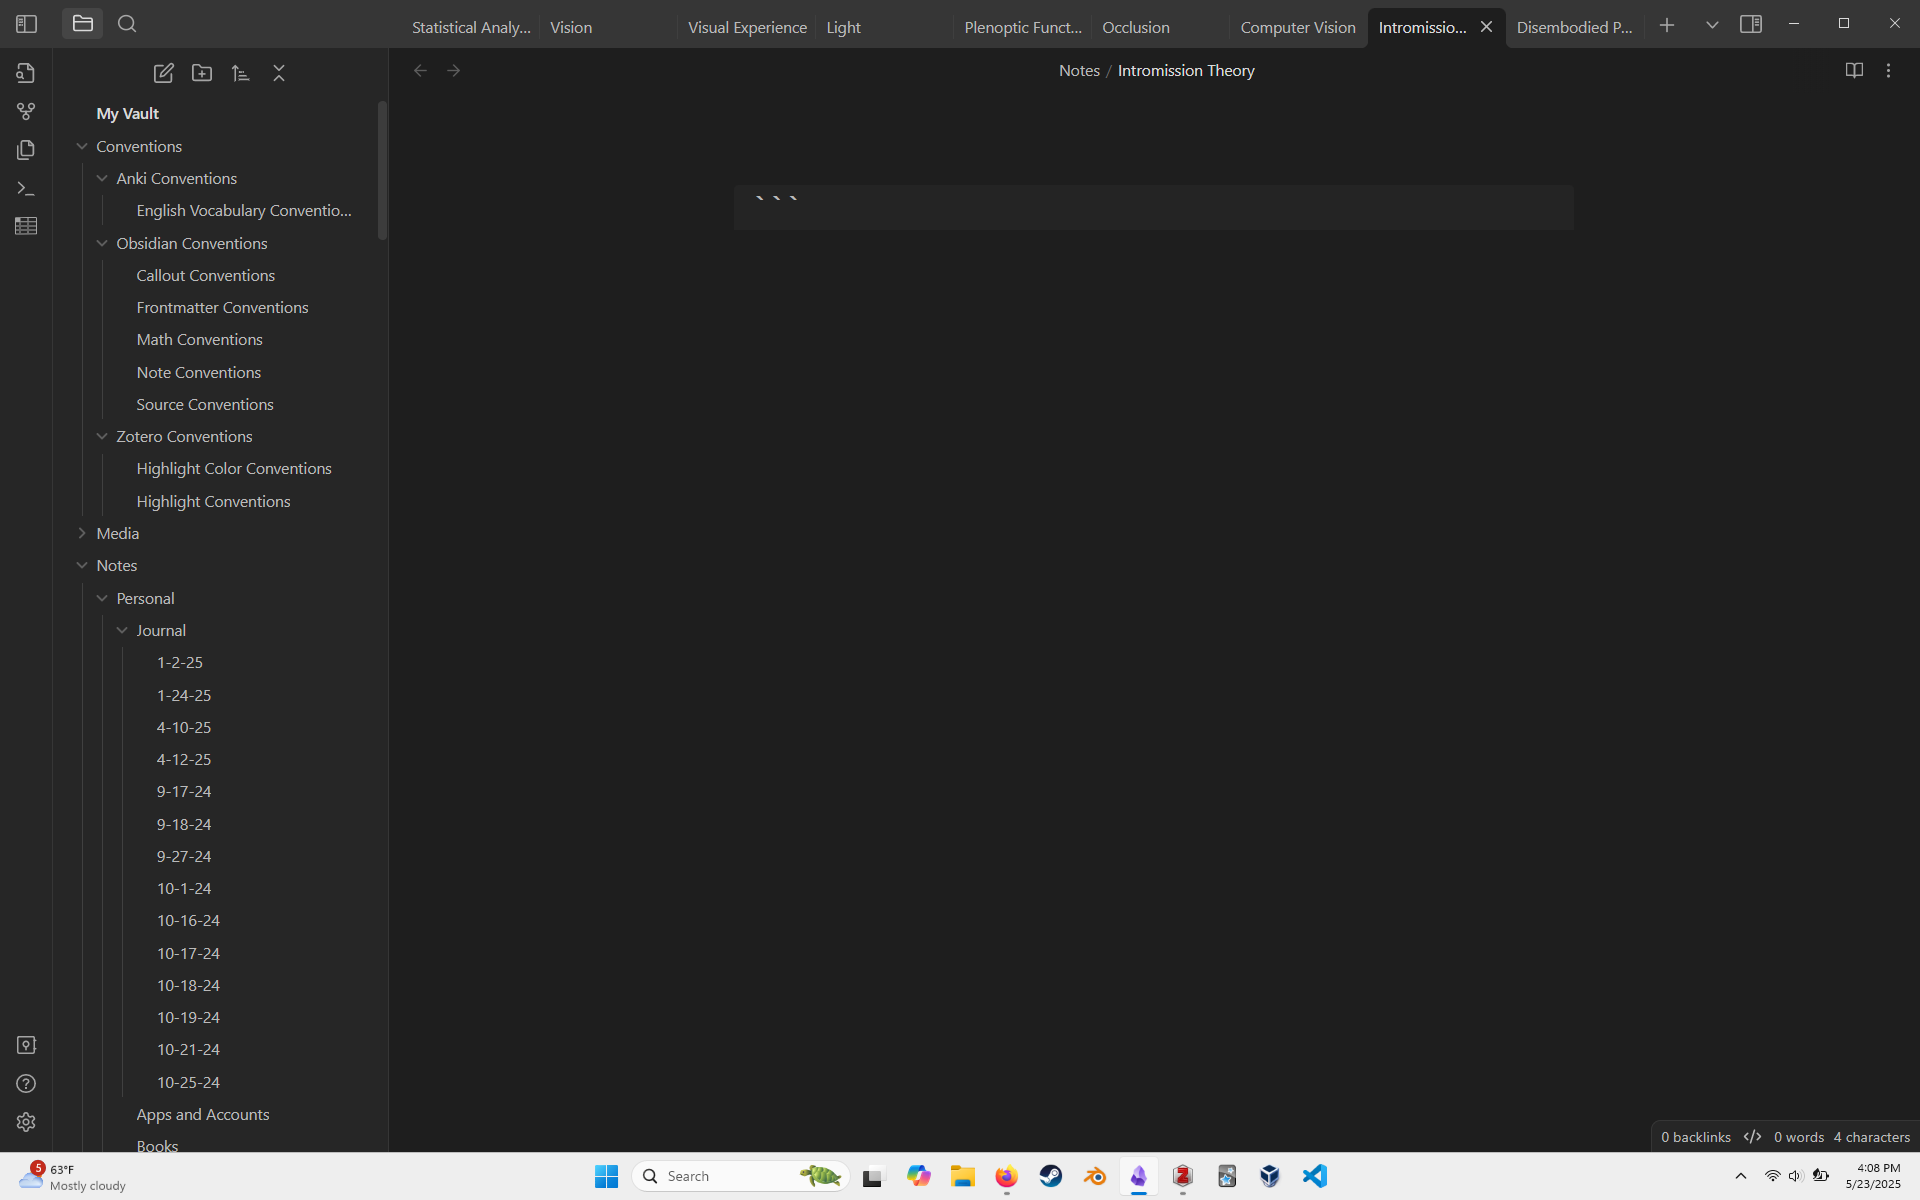 Statistical Analy...
Vision
Visual Experience
Light
Plenoptic Funct...
Occlusion
Computer Vision
Intromissio...
Disembodied P...
Notes / Intromission Theory
My Vault
Conventions
Anki Conventions
English Vocabulary Conventio...
Obsidian Conventions
Callout Conventions
Frontmatter Conventions
Math Conventions
Note Conventions
Source Conventions
Zotero Conventions
Highlight Color Conventions
Highlight Conventions
Media
Notes
Personal
Journal
1-2-25
1-24-25
4-10-25
4-12-25
9-17-24
9-18-24
9-27-24
10-1-24
10-16-24
10-17-24
10-18-24
10-19-24
10-21-24
10-25-24
Apps and Accounts
Books
```
0 backlinks 0 words 4 characters
5
63°F
Mostly cloudy
Search
4:08 PM
5/23/2025